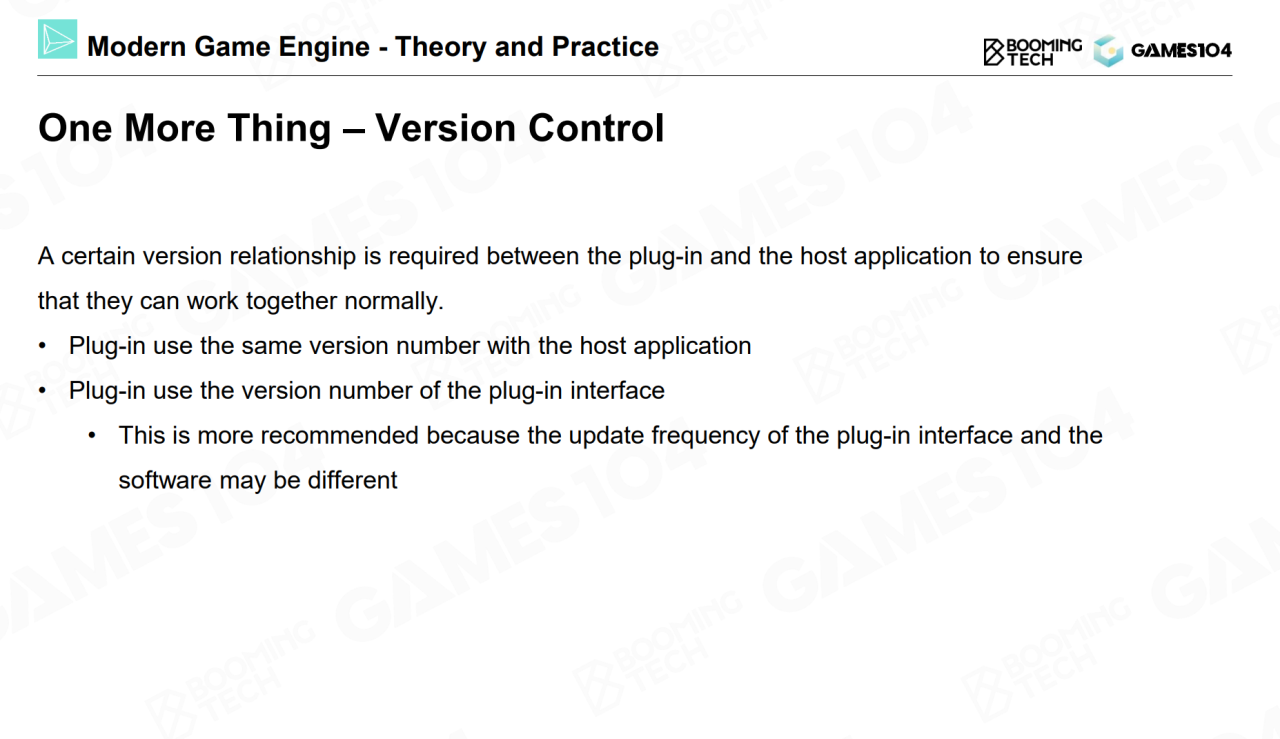 Modern Game Engine - Theory and Practice
BOOMING
TECH
GAMES104
One More Thing – Version Control
A certain version relationship is required between the plug-in and the host application to ensure
that they can work together normally.
• Plug-in use the same version number with the host application
• Plug-in use the version number of the plug-in interface
• This is more recommended because the update frequency of the plug-in interface and the
software may be different